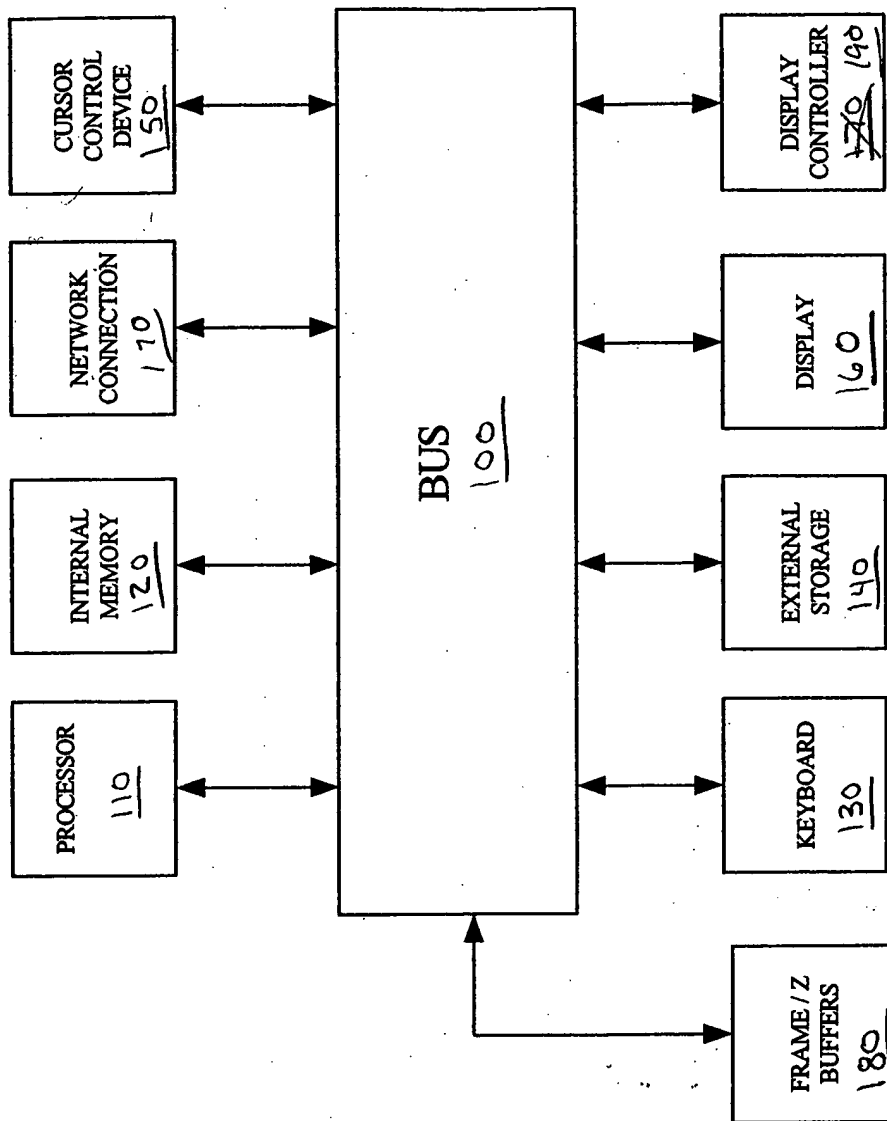 PROCESSOR
110
INTERNAL
MEMORY
120
NETWORK
CONNECTION
170
CURSOR
CONTROL
DEVICE
150
BUS
100
FRAME / Z
BUFFERS
180
KEYBOARD
130
EXTERNAL
STORAGE
140
DISPLAY
160
DISPLAY
CONTROLLER
190